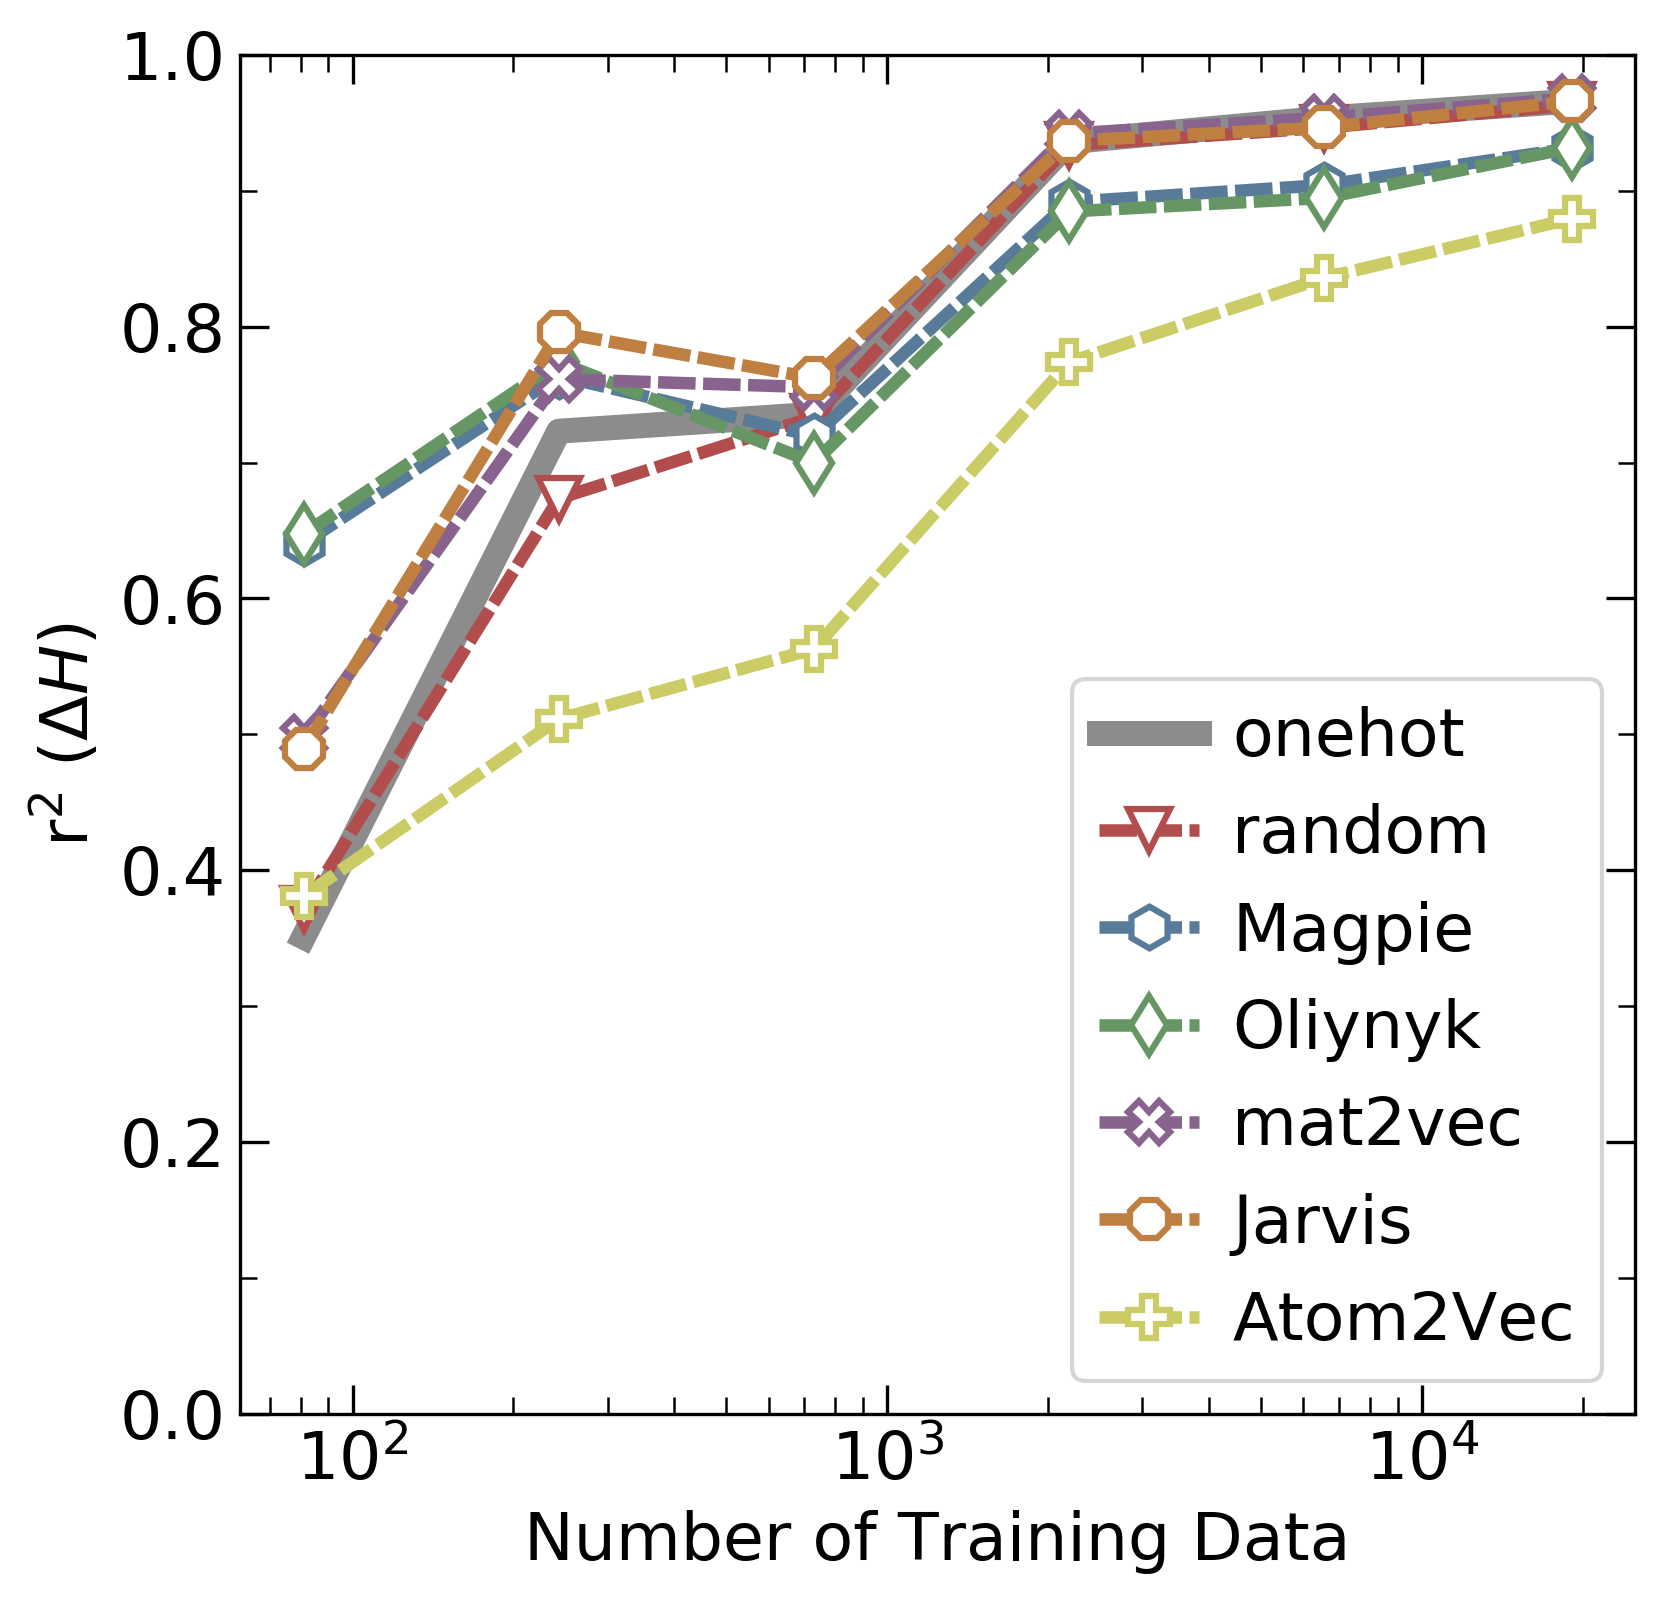 1.0
0.8
0.6
0.4
0.2
0.0
r² (ΔH)
10² 10³ 10⁴
Number of Training Data
onehot
random
Magpie
Oliynyk
mat2vec
Jarvis
Atom2Vec